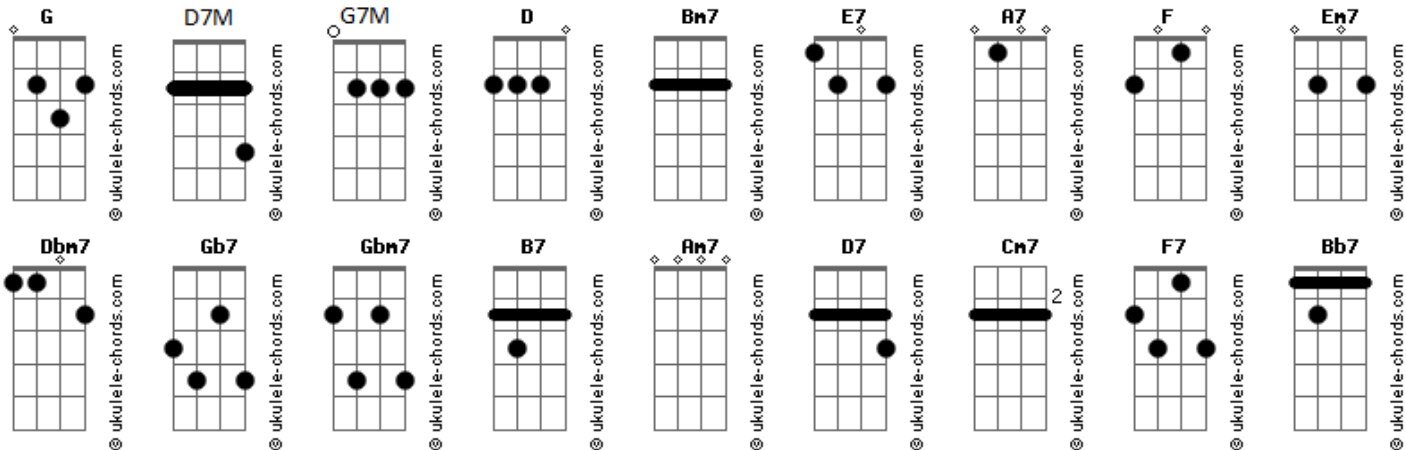 G D7M G7M D Bm7 E7 A7 F Em7
© ukulele-chords.com © ukulele-chords.com © ukulele-chords.com © ukulele-chords.com © ukulele-chords.com © ukulele-chords.com © ukulele-chords.com © ukulele-chords.com © ukulele-chords.com
Dbm7 Gb7 Gbm7 B7 Am7 D7 Cm7 F7 Bb7
2
© ukulele-chords.com © ukulele-chords.com © ukulele-chords.com © ukulele-chords.com © ukulele-chords.com © ukulele-chords.com © ukulele-chords.com © ukulele-chords.com © ukulele-chords.com